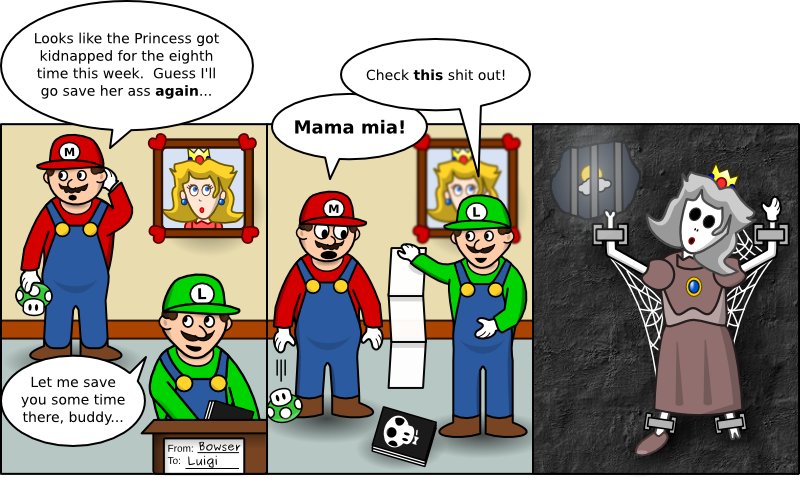 Looks like the Princess got
kidnapped for the eighth
time this week. Guess I'll
go save her ass again...
M
L
Let me save
you some time
there, buddy...
From: Bowser
To: Luigi
Check this shit out!
Mama mia!
M
L